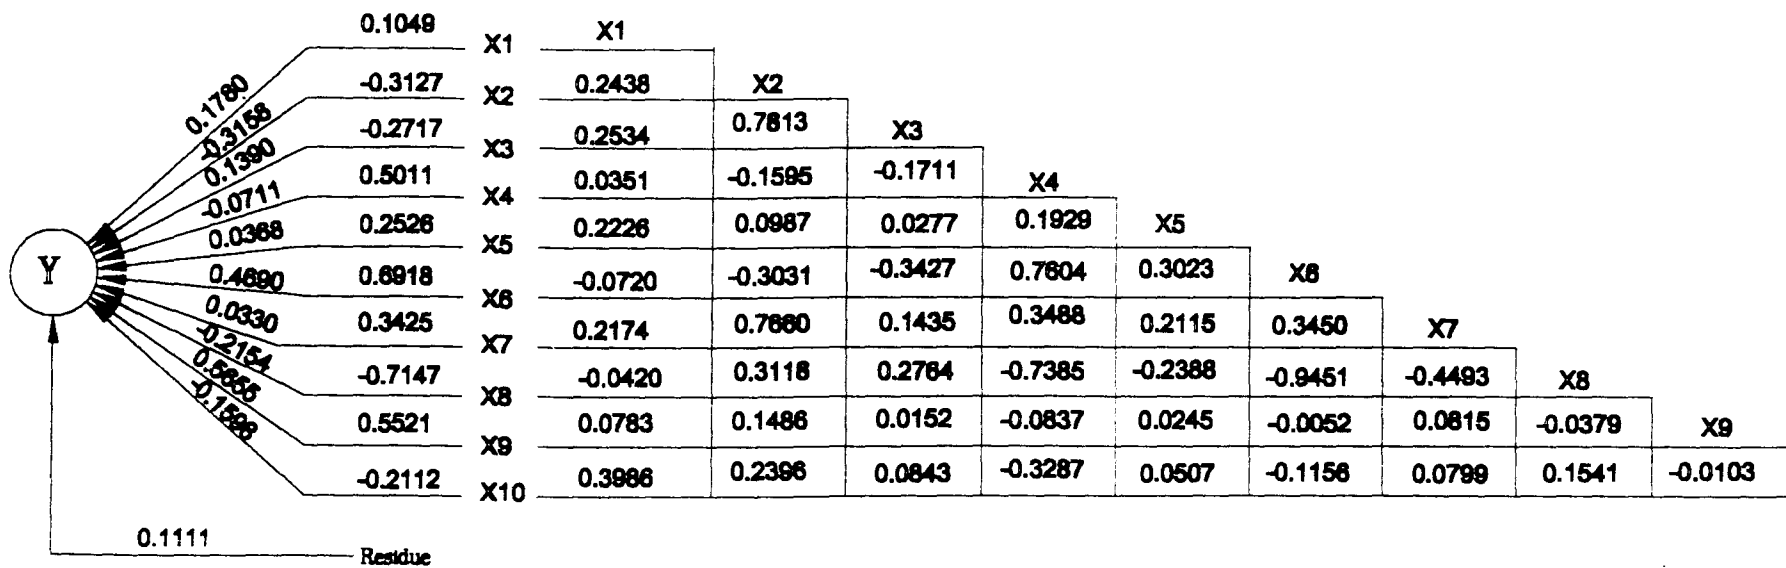 0.1049 X1 X1
0.1780 -0.3127 X2 0.2438 X2
-0.3158 -0.2717 X3 0.2534 0.7613 X3
0.1390 0.5011 X4 0.0351 -0.1595 -0.1711 X4
-0.0711 0.2526 X5 0.2226 0.0987 0.0277 0.1929 X5
0.0368 0.6918 X6 -0.0720 -0.3031 -0.3427 0.7604 0.3023 X6
Y
0.4690 0.3425 X7 0.2174 0.7660 0.1435 0.3488 0.2115 0.3450 X7
0.0330 -0.7147 X8 -0.0420 0.3116 0.2764 -0.7385 -0.2388 -0.9451 -0.4493 X8
-0.2154 0.5521 X9 0.0783 0.1486 0.0152 -0.0837 0.0245 -0.0052 0.0815 -0.0379 X9
0.5655 -0.2112 X10 0.3986 0.2396 0.0843 -0.3287 0.0507 -0.1156 0.0799 0.1541 -0.0103
-0.1596
0.1111 Residue